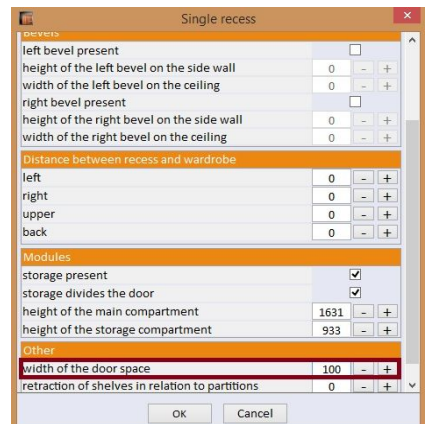 Single recess
Bevels
left bevel present
height of the left bevel on the side wall 0 - +
width of the left bevel on the ceiling 0 - +
right bevel present
height of the right bevel on the side wall 0 - +
width of the right bevel on the ceiling 0 - +
Distance between recess and wardrobe
left 0 - +
right 0 - +
upper 0 - +
back 0 - +
Modules
storage present
storage divides the door
height of the main compartment 1631 - +
height of the storage compartment 933 - +
Other
width of the door space 100 - +
retraction of shelves in relation to partitions 0 - +
OK Cancel